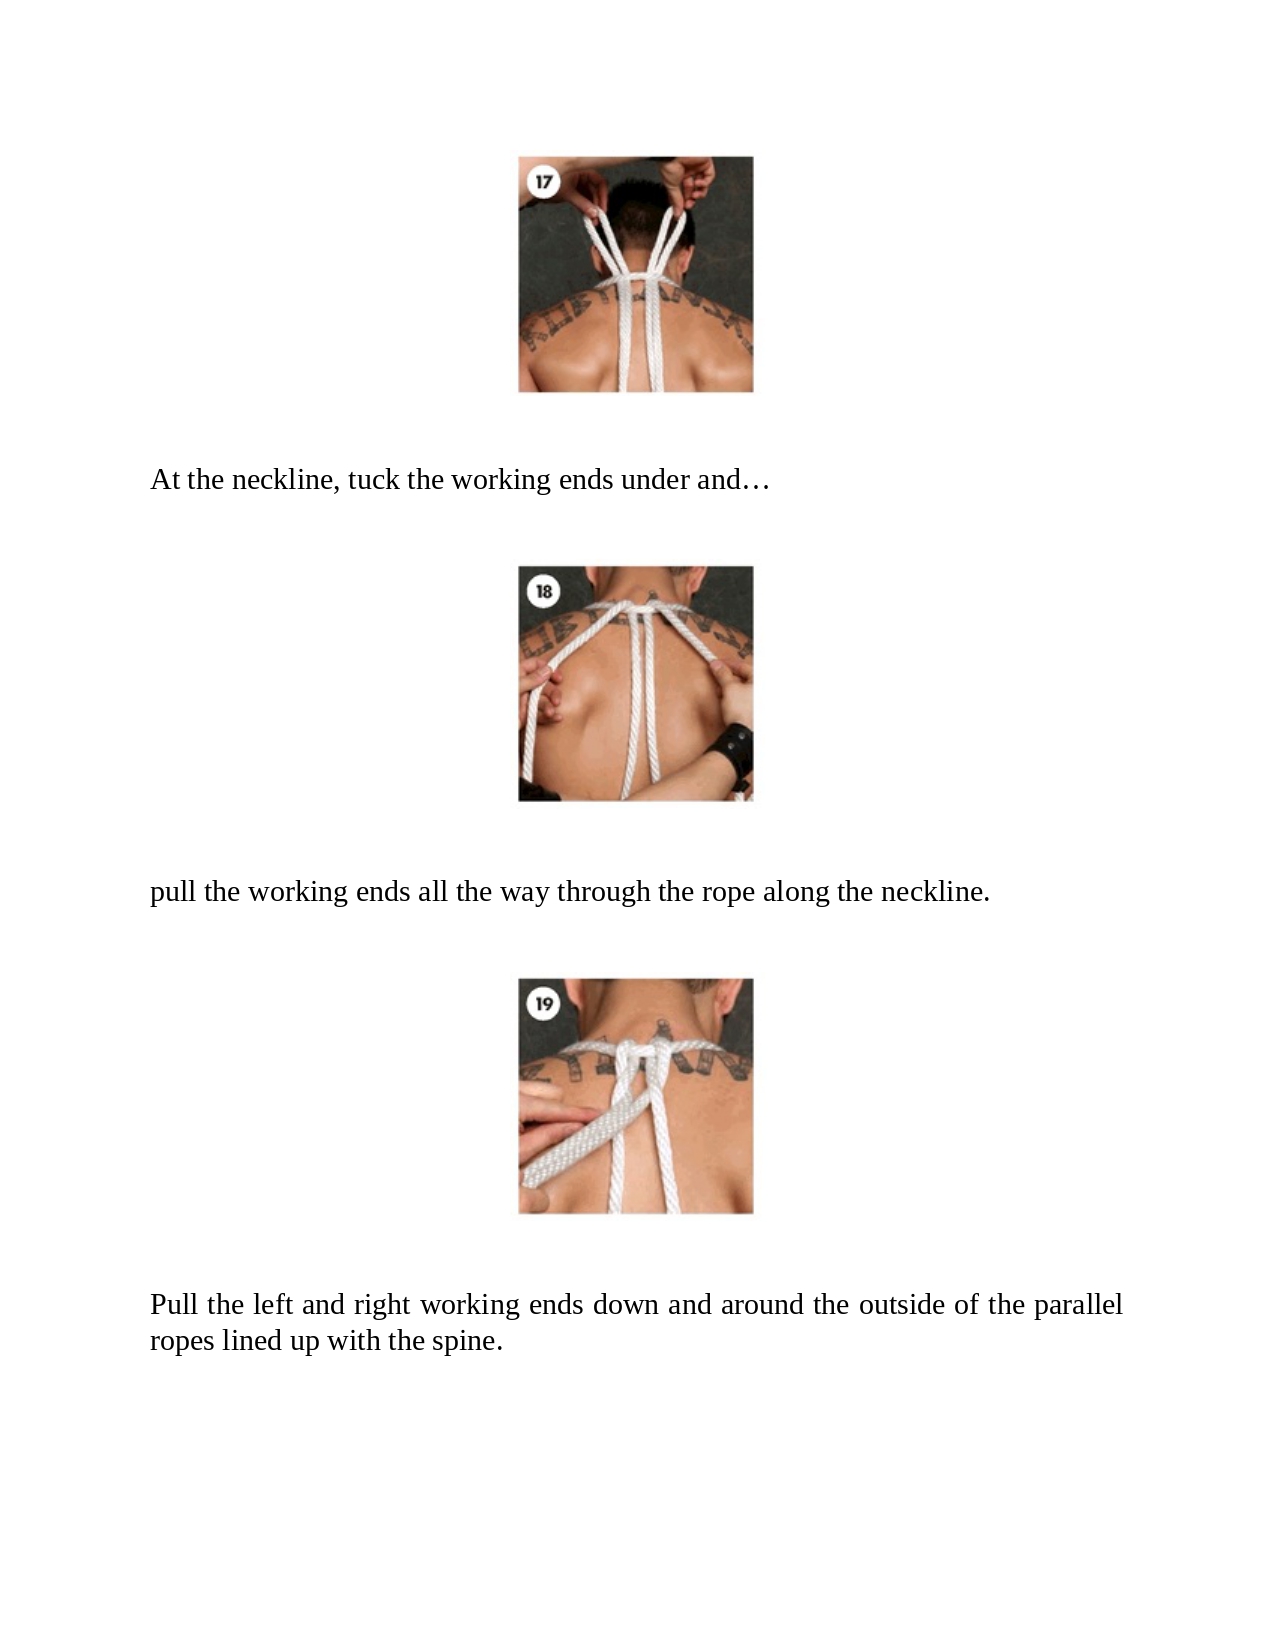 17
At the neckline, tuck the working ends under and…
18
pull the working ends all the way through the rope along the neckline.
19
Pull the left and right working ends down and around the outside of the parallel
ropes lined up with the spine.